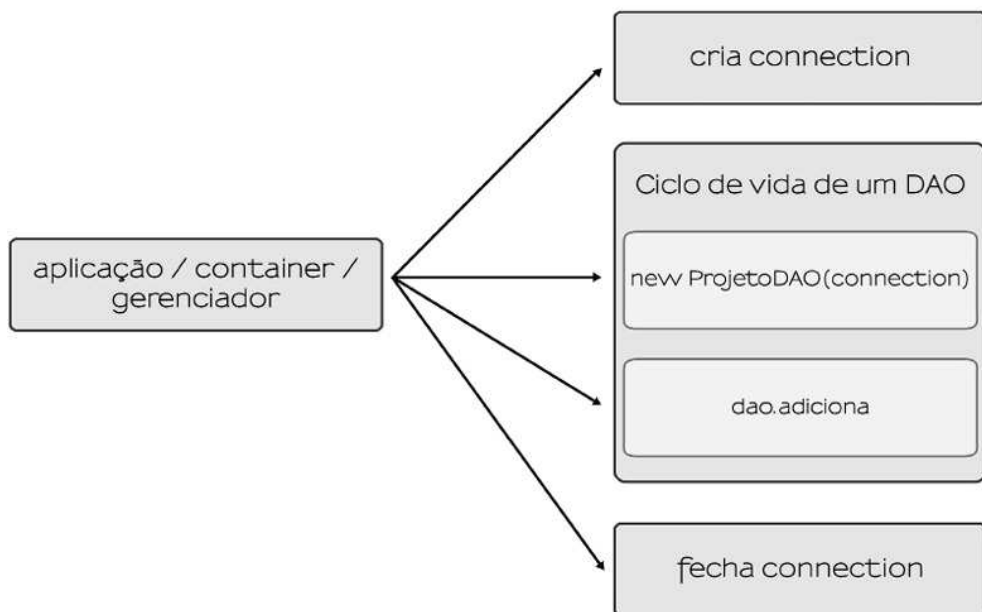 cria connection
Ciclo de vida de um DAO
aplicação / container /
gerenciador
new ProjetoDAO(connection)
dao.adiciona
fecha connection